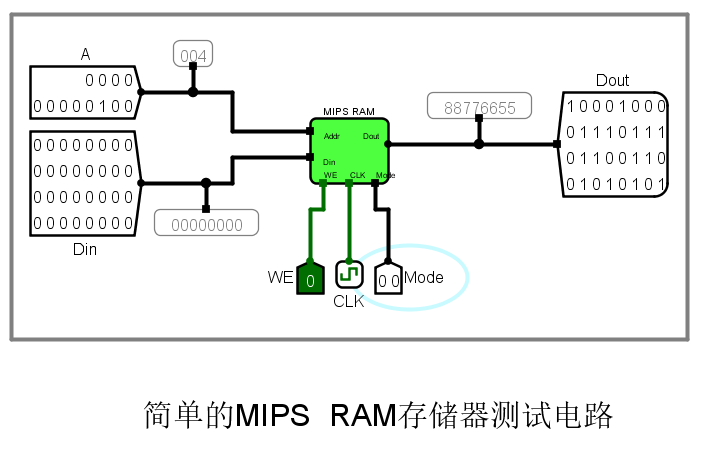 A
004
0000
00000100
MIPS RAM
Addr
Dout
Din
WE
CLK
Mode
88776655
Dout
10001000
01110111
01100110
01010101
00000000
00000000
00000000
00000000
00000000
Din
WE
0
CLK
00
Mode
简单的MIPS RAM存储器测试电路